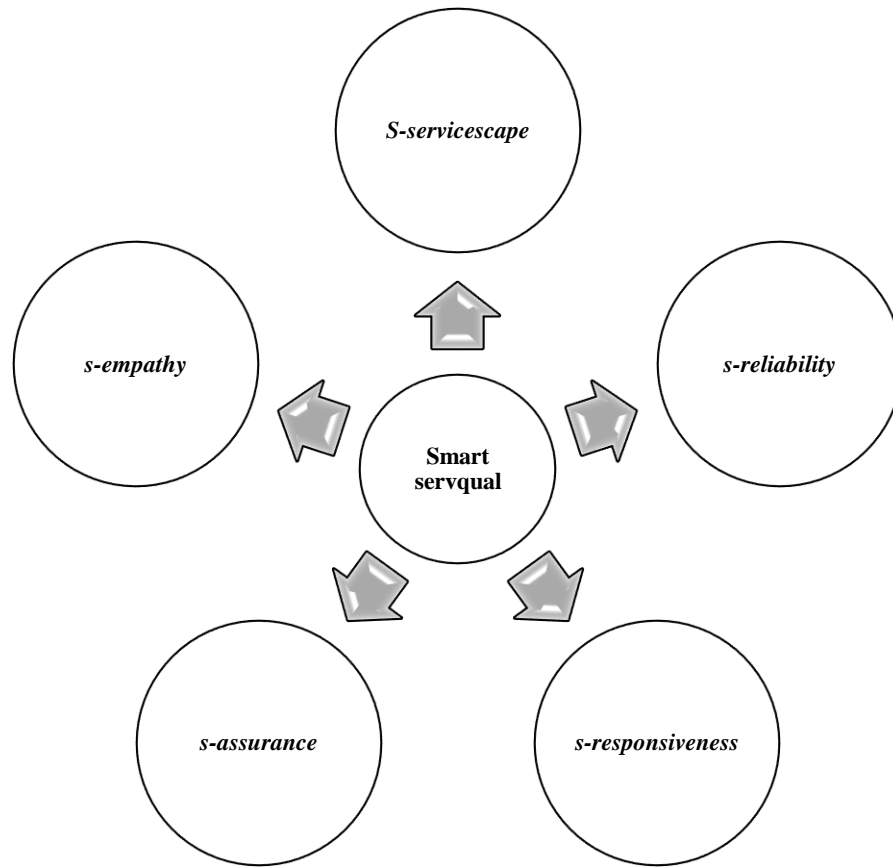 S-servicescape
s-empathy
s-reliability
Smart
servqual
s-assurance
s-responsiveness